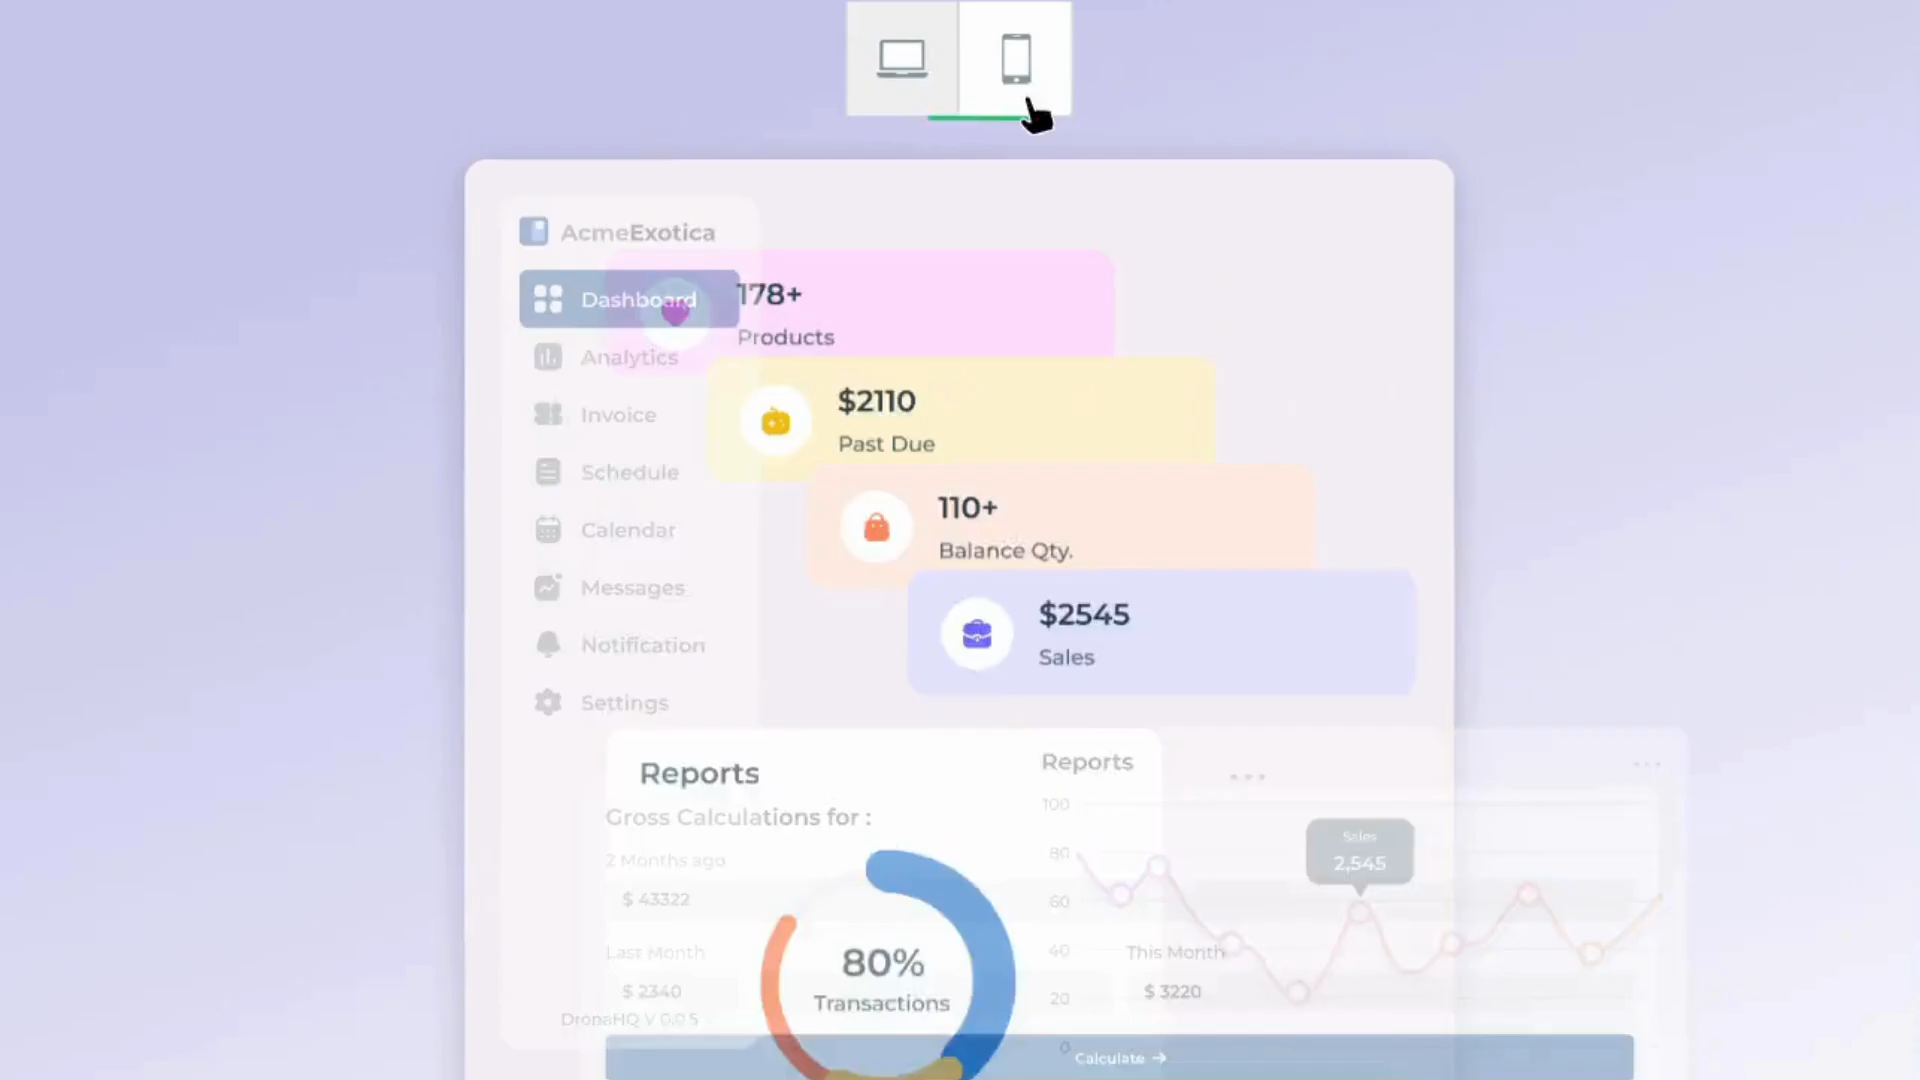 AcmeExotica
Dashboard
Analytics
Invoice
Schedule
Calendar
Messages
Notification
Settings
178+
Products
$2110
Past Due
110+
Balance Qty.
$2545
Sales
Reports
Gross Calculations for :
2 Months ago
$ 43322
Last Month
$ 2340
This Month
$ 3220
80%
Transactions
Reports
100
80
60
40
20
0
Sales
2,545
Calculate →